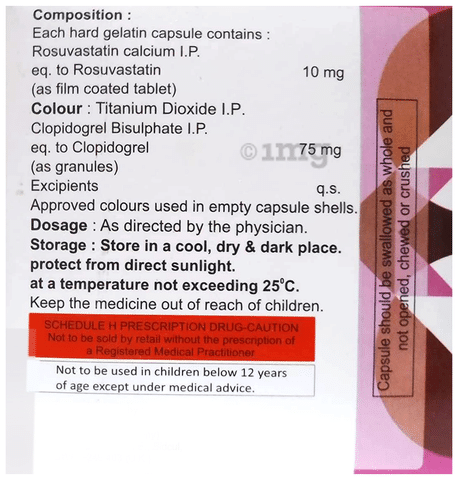 Composition :
Each hard gelatin capsule contains :
Rosuvastatin calcium I.P.
eq. to Rosuvastatin 10 mg
(as film coated tablet)
Colour : Titanium Dioxide I.P.
Clopidogrel Bisulphate I.P.
eq. to Clopidogrel 75 mg
(as granules)
Excipients q.s.
Approved colours used in empty capsule shells.
Dosage : As directed by the physician.
Storage : Store in a cool, dry & dark place.
protect from direct sunlight.
at a temperature not exceeding 25°C.
Keep the medicine out of reach of children.
SCHEDULE H PRESCRIPTION DRUG-CAUTION
Not to be sold by retail without the prescription of
a Registered Medical Practitioner
Not to be used in children below 12 years
of age except under medical advice.
Capsule should be swallowed as whole and
not opened, chewed or crushed
© 1mg